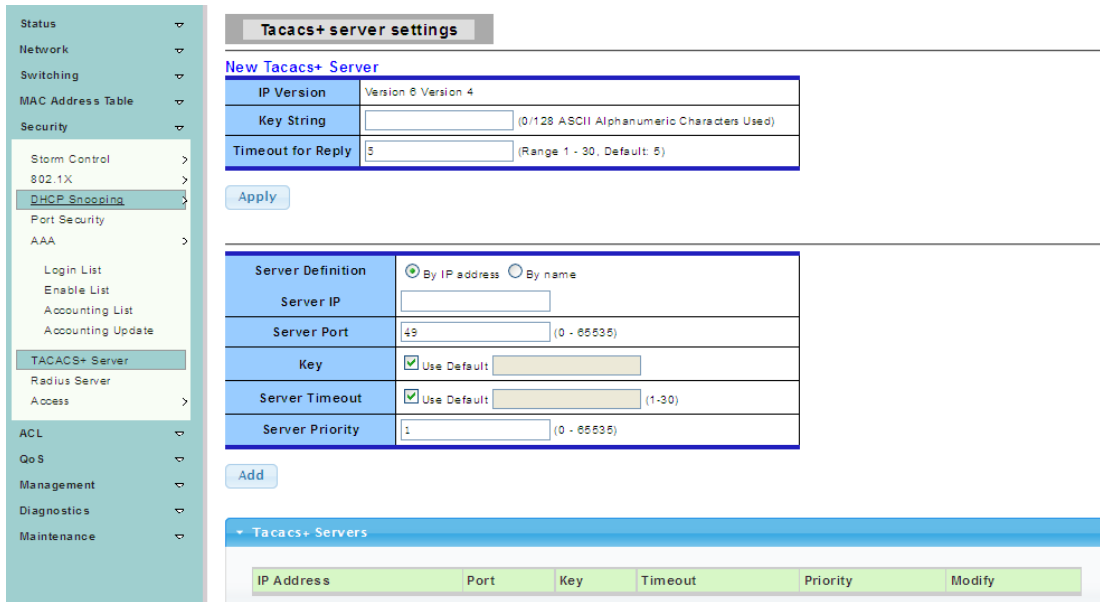 Status
Network
Switching
MAC Address Table
Security
Storm Control
802.1X
DHCP Snooping
Port Security
AAA
Login List
Enable List
Accounting List
Accounting Update
TACACS+ Server
Radius Server
Access
ACL
QoS
Management
Diagnostics
Maintenance
Tacacs+ server settings
New Tacacs+ Server
IP Version Version 6 Version 4
Key String (0/128 ASCII Alphanumeric Characters Used)
Timeout for Reply 5 (Range 1 - 30, Default: 5)
Apply
Server Definition By IP address By name
Server IP
Server Port 49 (0 - 65535)
Key Use Default
Server Timeout Use Default (1-30)
Server Priority 1 (0 - 65535)
Add
Tacacs+ Servers
IP Address Port Key Timeout Priority Modify